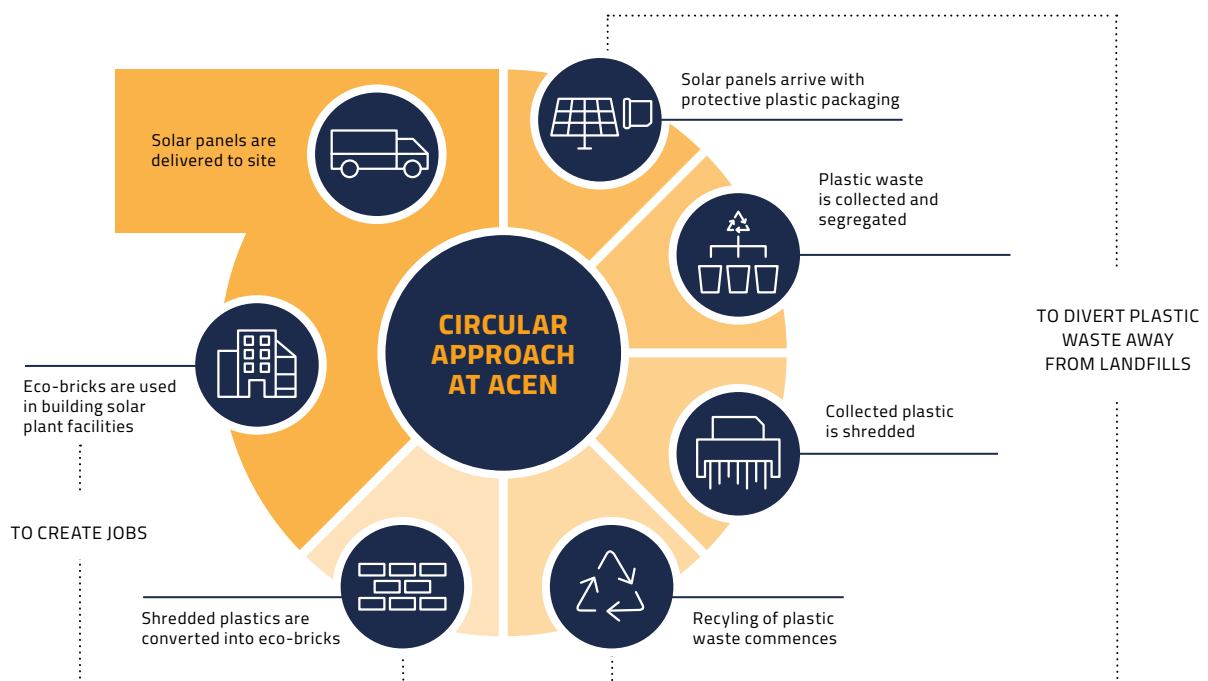 Solar panels are
delivered to site
Solar panels arrive with
protective plastic packaging
Plastic waste
is collected and
segregated
TO DIVERT PLASTIC
WASTE AWAY
FROM LANDFILLS
CIRCULAR
APPROACH
AT ACEN
Collected plastic
is shredded
Recyling of plastic
waste commences
Shredded plastics are
converted into eco-bricks
Eco-bricks are used
in building solar
plant facilities
TO CREATE JOBS